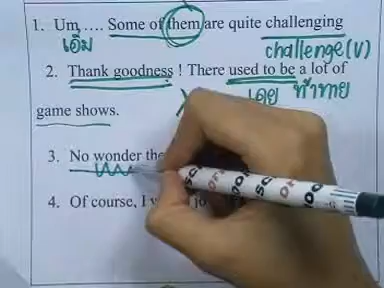 1. Um ..... Some of them are quite challenging
เอิ่ม challenge(v)
2. Thank goodness ! There used to be a lot of
เคย ท้าทาย
game shows.
3. No wonder the
4. Of course, I